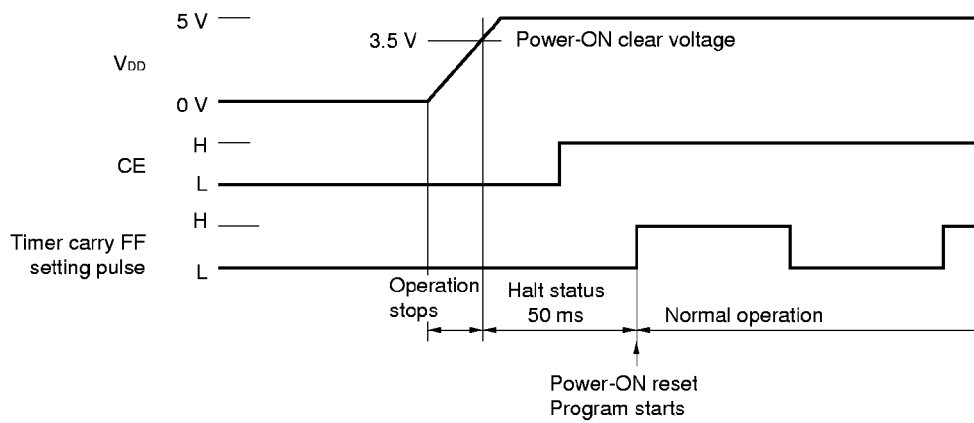 5 V
3.5 V
Power-ON clear voltage
VDD
0 V
H
CE
L
H
Timer carry FF
setting pulse
L
Operation
stops
Halt status
50 ms
Normal operation
Power-ON reset
Program starts